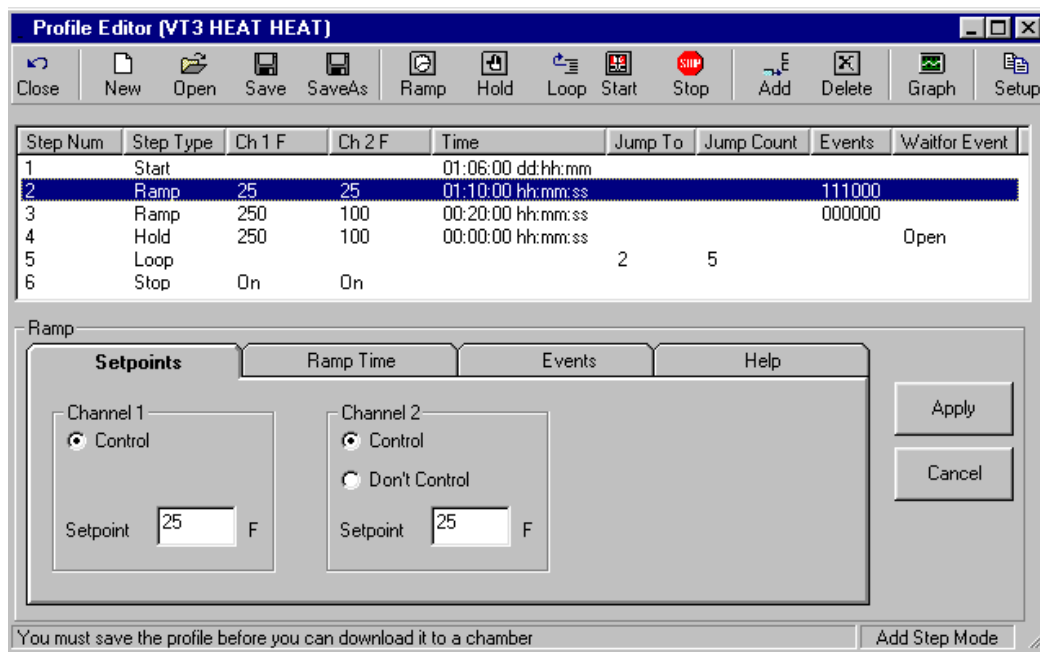 Profile Editor (VT3 HEAT HEAT)
Close New Open Save SaveAs Ramp Hold Loop Start STOP Stop Add Delete Graph Setup
Step Num Step Type Ch 1 F Ch 2 F Time Jump To Jump Count Events Waitfor Event
1 Start 01:06:00 dd:hh:mm
2 Ramp 25 25 01:10:00 hh:mm:ss 111000
3 Ramp 250 100 00:20:00 hh:mm:ss 000000
4 Hold 250 100 00:00:00 hh:mm:ss Open
5 Loop 2 5
6 Stop On On
Ramp
Setpoints Ramp Time Events Help
Channel 1 Channel 2
Control Control
Don't Control
Setpoint 25 F Setpoint 25 F
Apply
Cancel
You must save the profile before you can download it to a chamber Add Step Mode